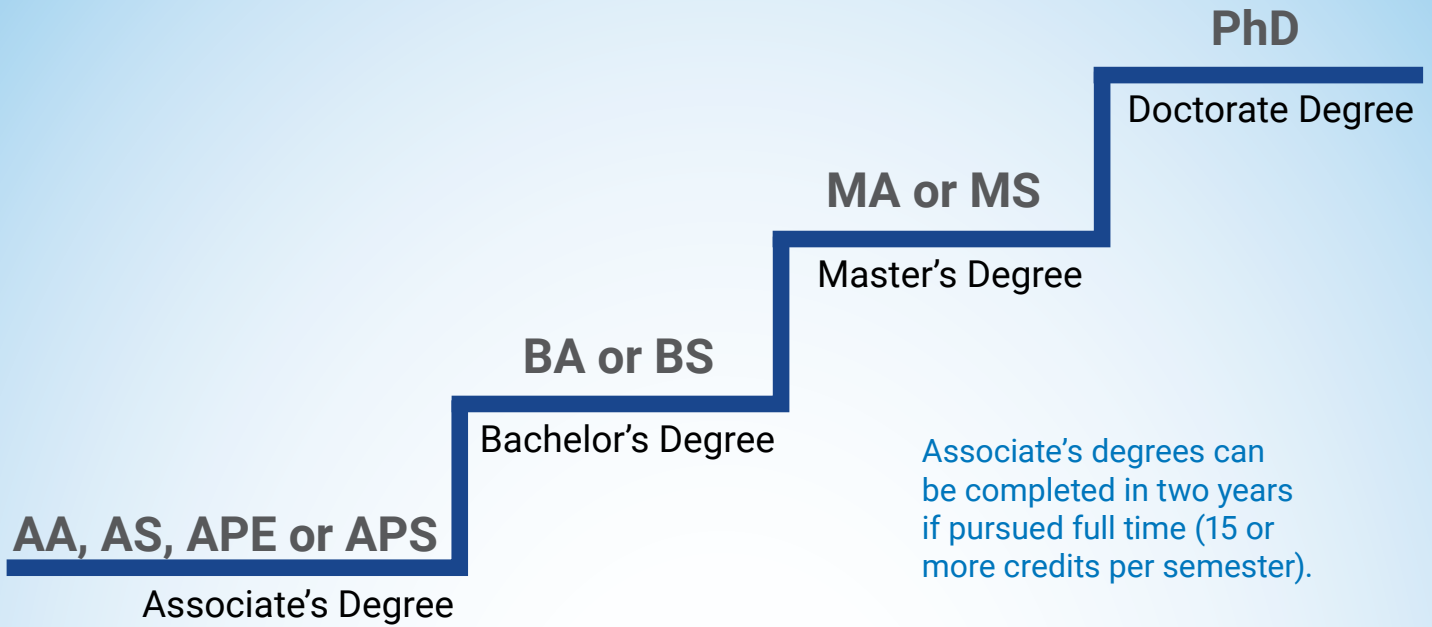 PhD
Doctorate Degree
MA or MS
Master’s Degree
BA or BS
Bachelor’s Degree
AA, AS, APE or APS
Associate’s Degree
Associate’s degrees can
be completed in two years
if pursued full time (15 or
more credits per semester).